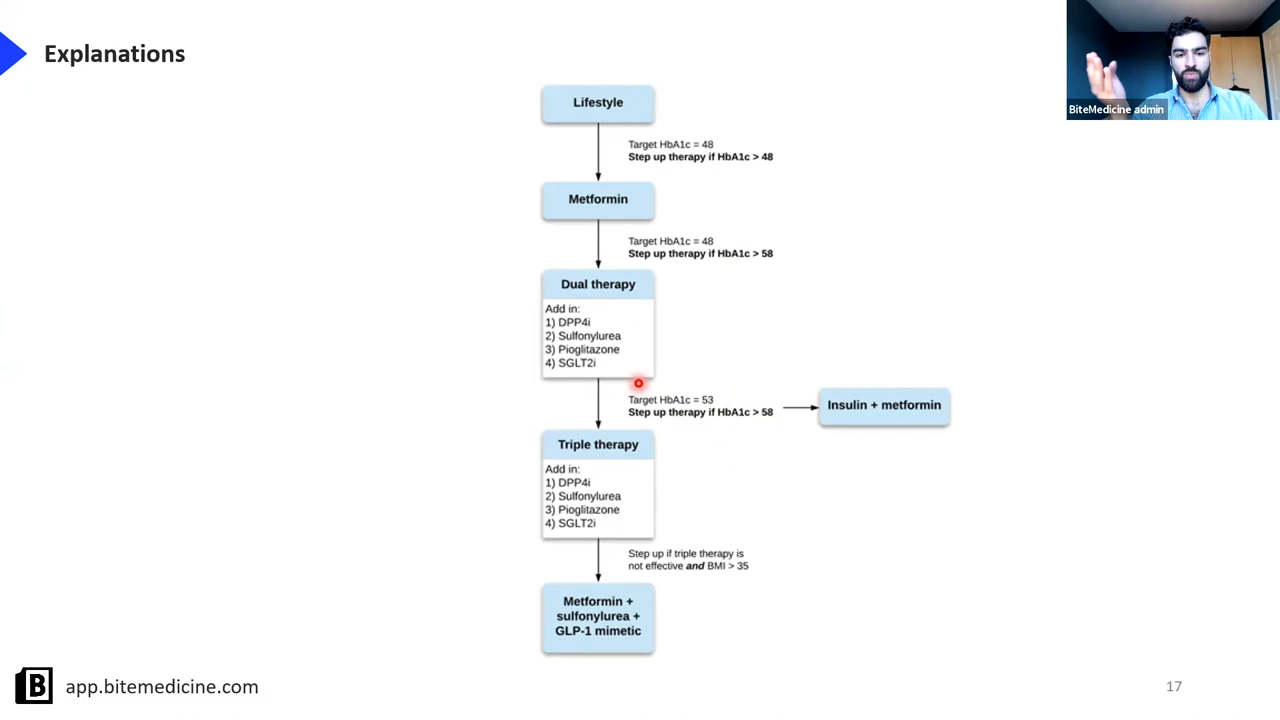 Explanations
BiteMedicine admin
Lifestyle
Target HbA1c = 48
Step up therapy if HbA1c > 48
Metformin
Target HbA1c = 48
Step up therapy if HbA1c > 58
Dual therapy
Add in:
1) DPP4i
2) Sulfonylurea
3) Pioglitazone
4) SGLT2i
Target HbA1c = 53
Step up therapy if HbA1c > 58
Insulin + metformin
Triple therapy
Add in:
1) DPP4i
2) Sulfonylurea
3) Pioglitazone
4) SGLT2i
Step up if triple therapy is
not effective and BMI > 35
Metformin +
sulfonylurea +
GLP-1 mimetic
B
app.bitemedicine.com
17